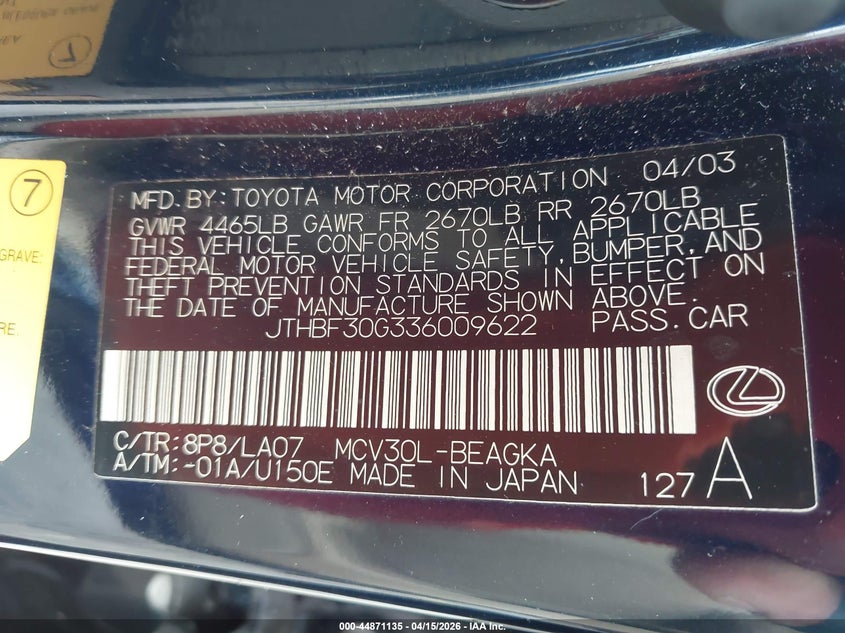 7
GRAVE:
RE.
MFD. BY: TOYOTA MOTOR CORPORATION 04/03
GVWR 4465LB GAWR FR 2670LB RR 2670LB
THIS VEHICLE CONFORMS TO ALL APPLICABLE
FEDERAL MOTOR VEHICLE SAFETY, BUMPER, AND
THEFT PREVENTION STANDARDS IN EFFECT ON
THE DATE OF MANUFACTURE SHOWN ABOVE.
JTHBF30G336009622 PASS. CAR
C/TR: 8P8/LA07 MCV30L-BEAGKA
A/TM: -01A/U150E MADE IN JAPAN 127 A
000-44871135 - 04/15/2026 - IAA Inc.